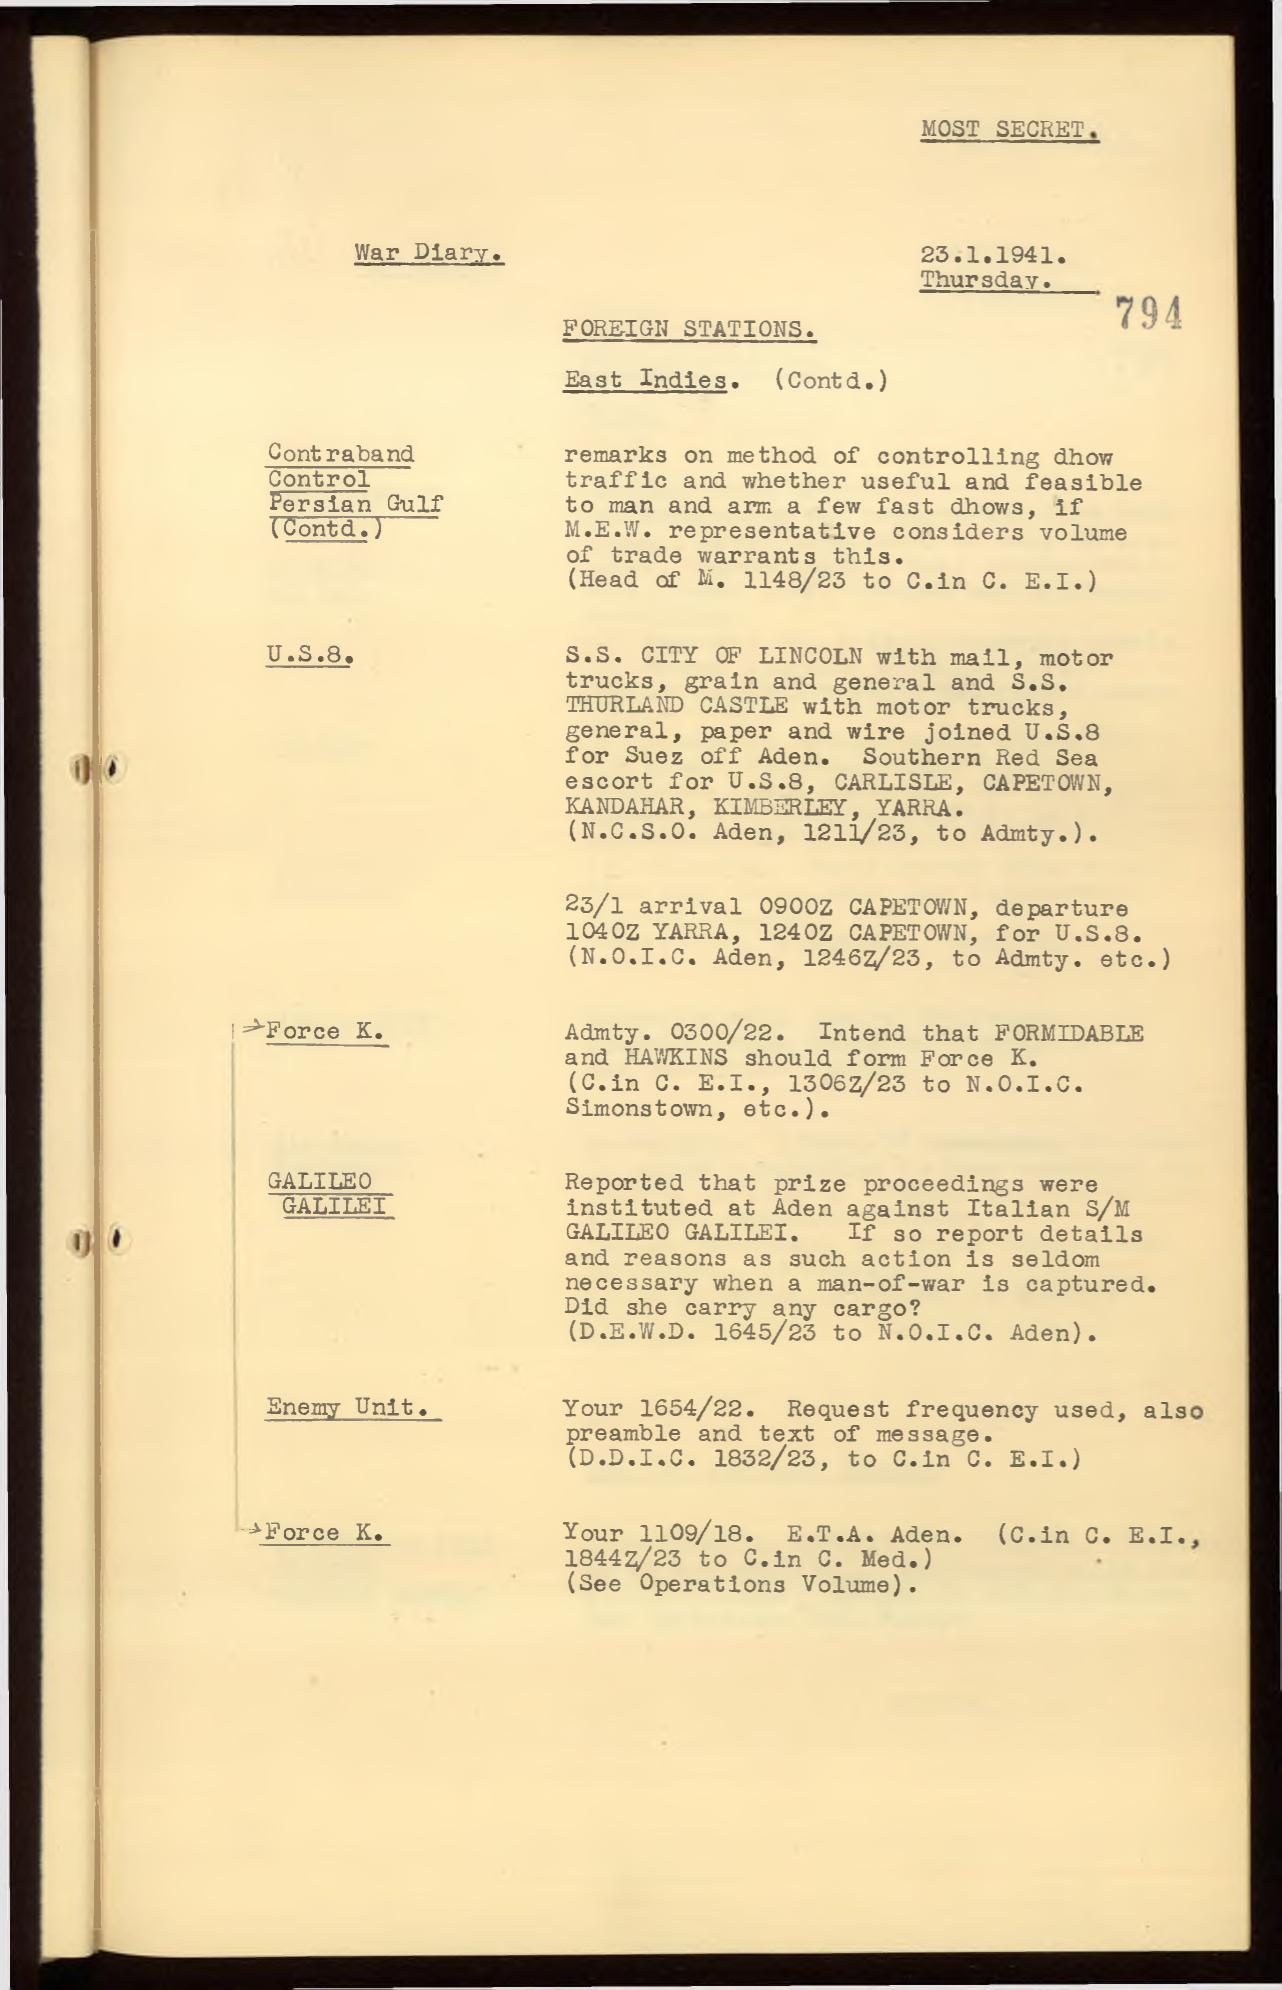 MOST SECRET.
War Diary.
23.1.1941.
Thursday.
794
FOREIGN STATIONS.
East Indies. (Contd.)
Contraband
Control
Persian Gulf
(Contd.)
remarks on method of controlling dhow
traffic and whether useful and feasible
to man and arm a few fast dhows, if
M.E.W. representative considers volume
of trade warrants this.
(Head of M. 1148/23 to C.in C. E.I.)
U.S.8.
S.S. CITY OF LINCOLN with mail, motor
trucks, grain and general and S.S.
THURLAND CASTLE with motor trucks,
general, paper and wire joined U.S.8
for Suez off Aden. Southern Red Sea
escort for U.S.8, CARLISLE, CAPETOWN,
KANDAHAR, KIMBERLEY, YARRA.
(N.C.S.O. Aden, 1211/23, to Admty.).
23/1 arrival 0900Z CAPETOWN, departure
1040Z YARRA, 1240Z CAPETOWN, for U.S.8.
(N.O.I.C. Aden, 1246Z/23, to Admty. etc.)
Force K.
Admty. 0300/22. Intend that FORMIDABLE
and HAWKINS should form Force K.
(C.in C. E.I., 1306Z/23 to N.O.I.C.
Simonstown, etc.).
GALILEO
GALILEI
Reported that prize proceedings were
instituted at Aden against Italian S/M
GALILEO GALILEI. If so report details
and reasons as such action is seldom
necessary when a man-of-war is captured.
Did she carry any cargo?
(D.E.W.D. 1645/23 to N.O.I.C. Aden).
Enemy Unit.
Your 1654/22. Request frequency used, also
preamble and text of message.
(D.D.I.C. 1832/23, to C.in C. E.I.)
Force K.
Your 1109/18. E.T.A. Aden. (C.in C. E.I.,
1844Z/23 to C.in C. Med.)
(See Operations Volume).